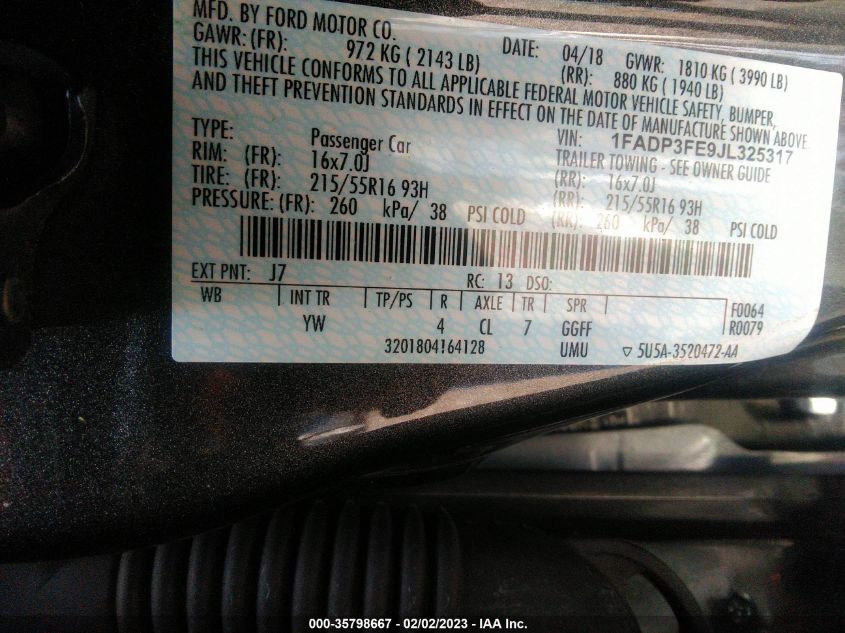 MFD. BY FORD MOTOR CO.
DATE: 04/18 GVWR: 1810 KG ( 3990 LB)
GAWR: (FR): 972 KG ( 2143 LB) (RR): 880 KG ( 1940 LB)
THIS VEHICLE CONFORMS TO ALL APPLICABLE FEDERAL MOTOR VEHICLE SAFETY, BUMPER,
AND THEFT PREVENTION STANDARDS IN EFFECT ON THE DATE OF MANUFACTURE SHOWN ABOVE.
VIN: 1FADP3FE9JL325317
TYPE: Passenger Car TRAILER TOWING - SEE OWNER GUIDE
RIM: (FR): 16x7.0J (RR): 16x7.0J
TIRE: (FR): 215/55R16 93H (RR): 215/55R16 93H
PRESSURE: (FR): 260 kPa/ 38 PSI COLD (RR): 260 kPa/ 38 PSI COLD
EXT PNT: J7 RC: 13 DSO:
WB INT TR TP/PS R AXLE TR SPR F0064
YW 4 CL 7 GGFF R0079
3201804164128 UMU ▽ 5U5A-3520472-AA
000-35798667 - 02/02/2023 - IAA Inc.